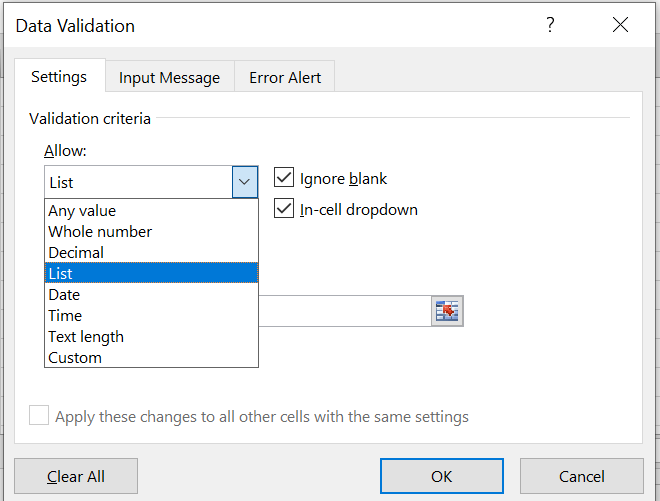 Data Validation ?
Settings Input Message Error Alert
Validation criteria
Allow:
List Ignore blank
In-cell dropdown
Any value
Whole number
Decimal
List
Date
Time
Text length
Custom
Apply these changes to all other cells with the same settings
Clear All OK Cancel